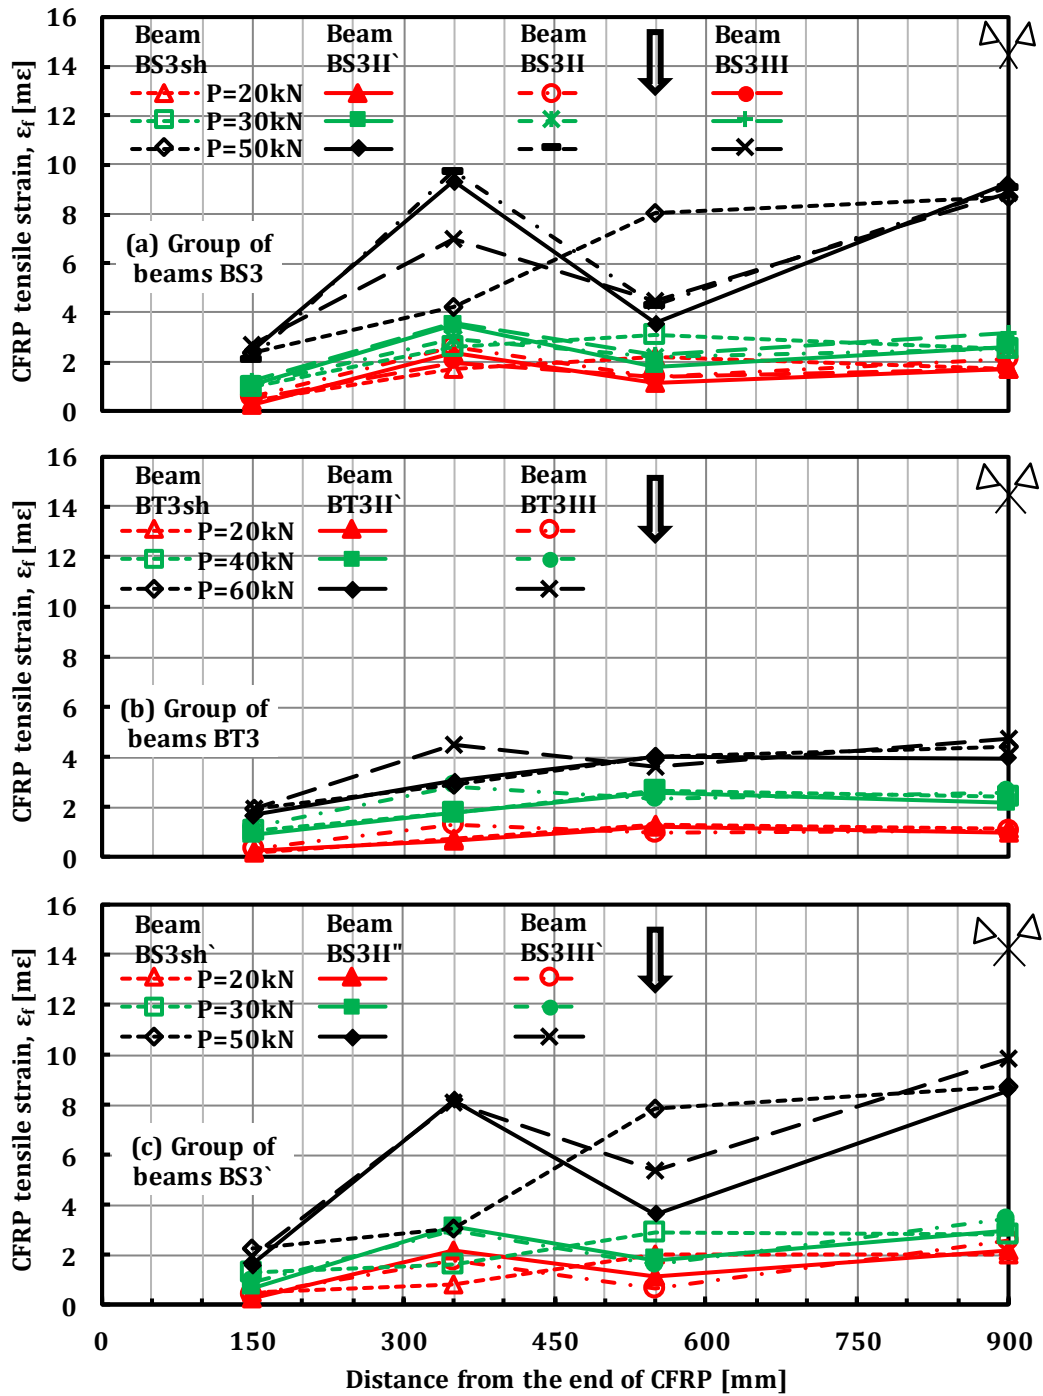 16
14
12
10
8
6
4
2
0
CFRP tensile strain, εf [mε]
Beam BS3sh
Beam BS3II`
Beam BS3II
Beam BS3III
P=20kN
P=30kN
P=50kN
(a) Group of
beams BS3
16
14
12
10
8
6
4
2
0
CFRP tensile strain, εf [mε]
Beam BT3sh
Beam BT3II`
Beam BT3III
P=20kN
P=40kN
P=60kN
(b) Group of
beams BT3
16
14
12
10
8
6
4
2
0
CFRP tensile strain, εf [mε]
Beam BS3sh`
Beam BS3II"
Beam BS3III`
P=20kN
P=30kN
P=50kN
(c) Group of
beams BS3`
0 150 300 450 600 750 900
Distance from the end of CFRP [mm]